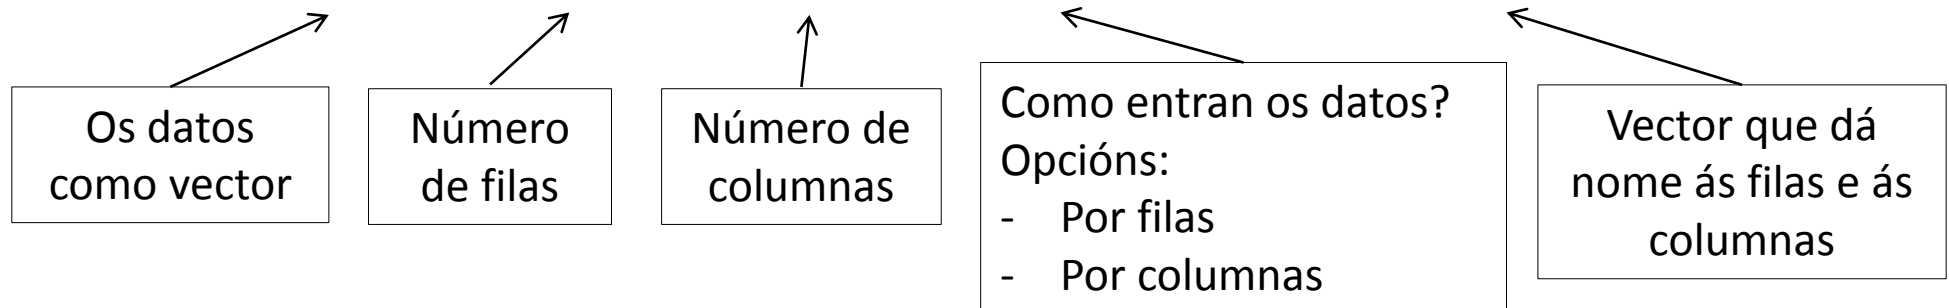 Os datos
como vector
Número
de filas
Número de
columnas
Como entran os datos?
Opcións:
- Por filas
- Por columnas
Vector que dá
nome ás filas e ás
columnas